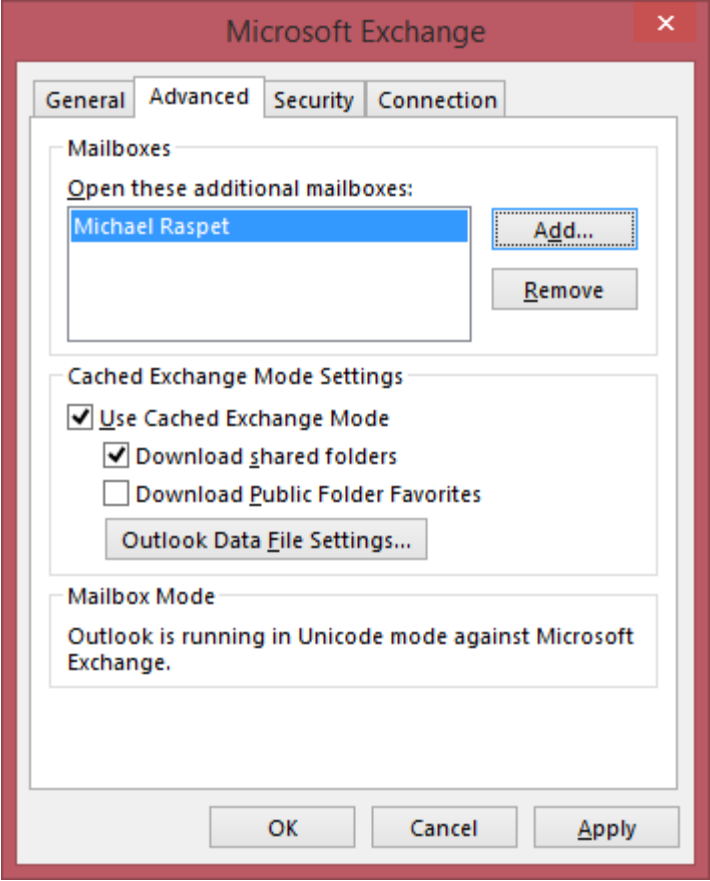 Microsoft Exchange
General Advanced Security Connection
Mailboxes
Open these additional mailboxes:
Michael Raspet
Add...
Remove
Cached Exchange Mode Settings
Use Cached Exchange Mode
Download shared folders
Download Public Folder Favorites
Outlook Data File Settings...
Mailbox Mode
Outlook is running in Unicode mode against Microsoft
Exchange.
OK Cancel Apply